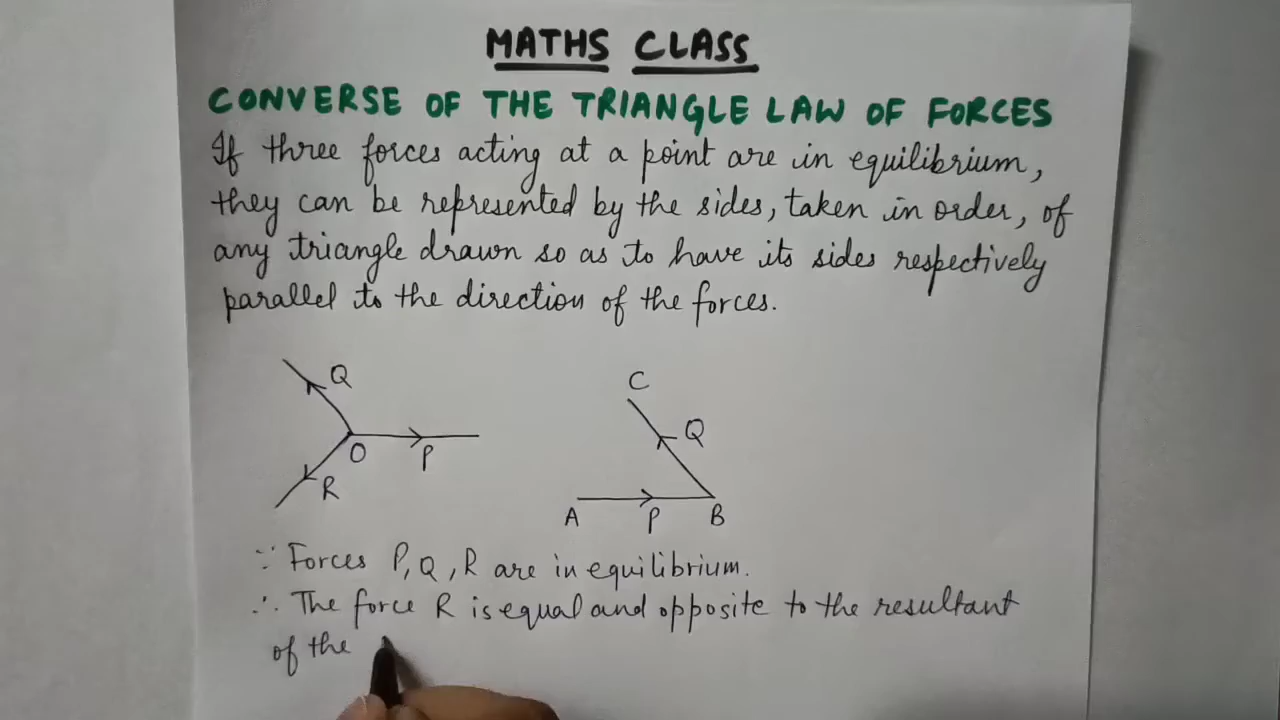 MATHS CLASS
CONVERSE OF THE TRIANGLE LAW OF FORCES
If three forces acting at a point are in equilibrium,
they can be represented by the sides, taken in order, of
any triangle drawn so as to have its sides respectively
parallel to the direction of the forces.
Q
O
P
R
C
Q
A
P
B
∵ Forces P, Q, R are in equilibrium.
∴ The force R is equal and opposite to the resultant
of the